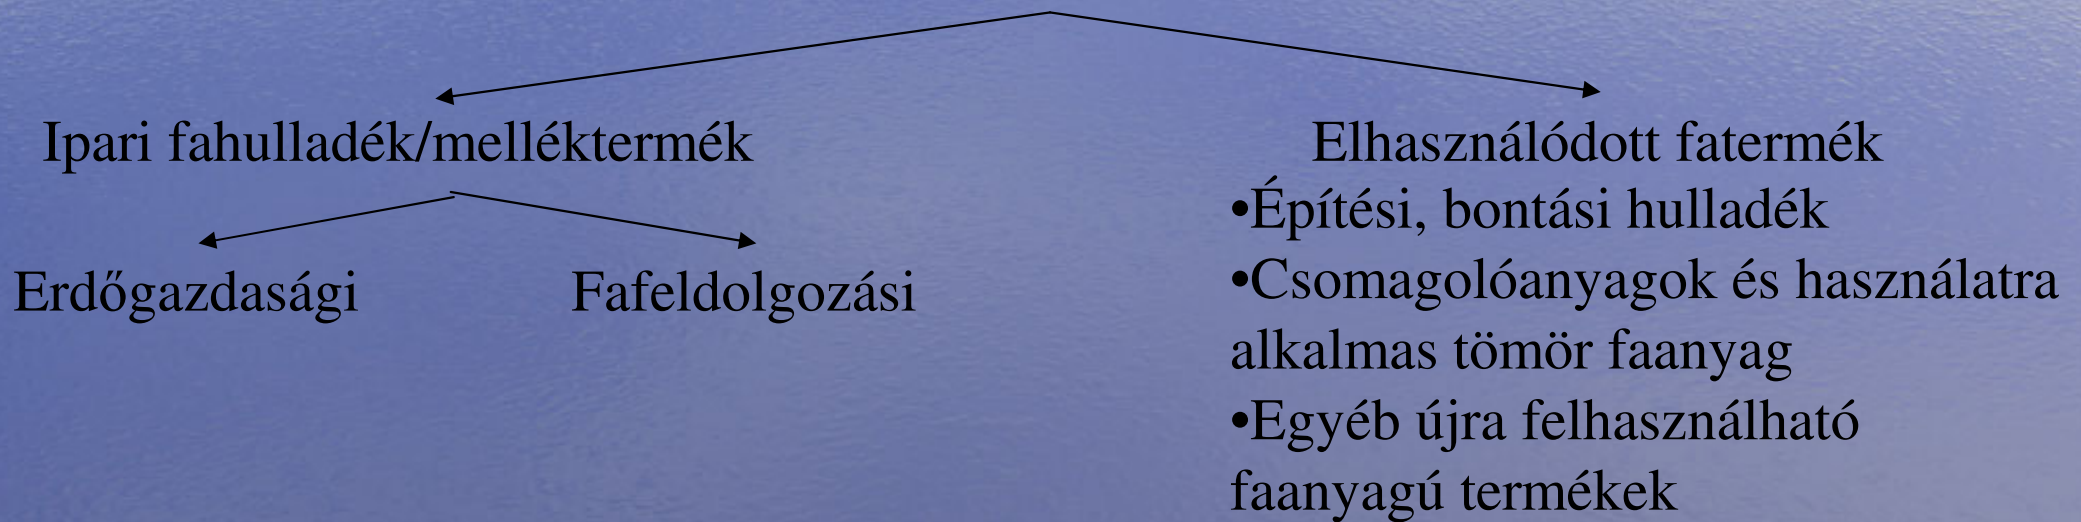 Ipari fahulladék/melléktermék
Erdőgazdasági
Fafeldolgozási
Elhasználódott fatermék
•Építési, bontási hulladék
•Csomagolóanyagok és használatra
alkalmas tömör faanyag
•Egyéb újra felhasználható
faanyagú termékek